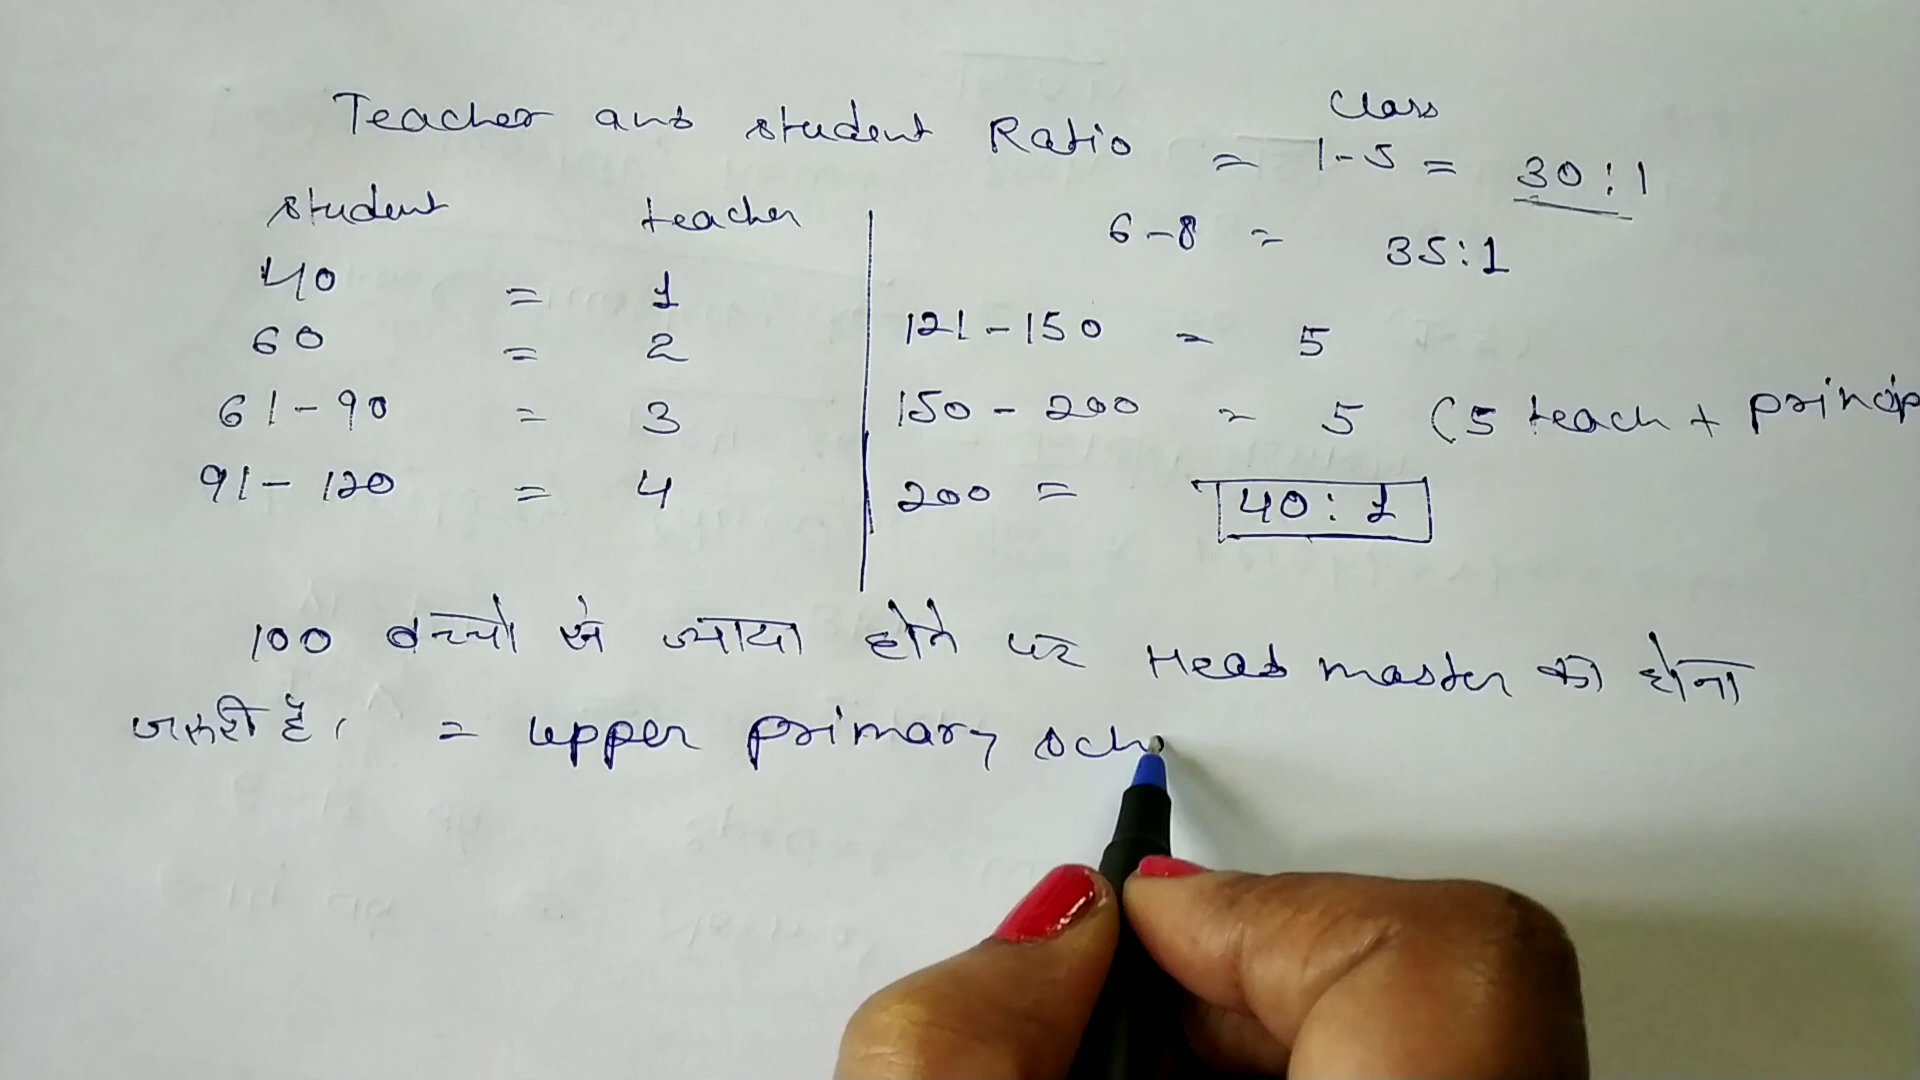 Teacher and student Ratio = Class 1-5 = 30:1
6-8 = 35:1
student teacher
40 = 1
60 = 2
61-90 = 3
91-120 = 4
121-150 = 5
150-200 = 5 (5 teach + princip
200 = 40:1
100 बच्चो से ज्यादा होने पर Head master का होना
जरूरी है। = upper primary scho